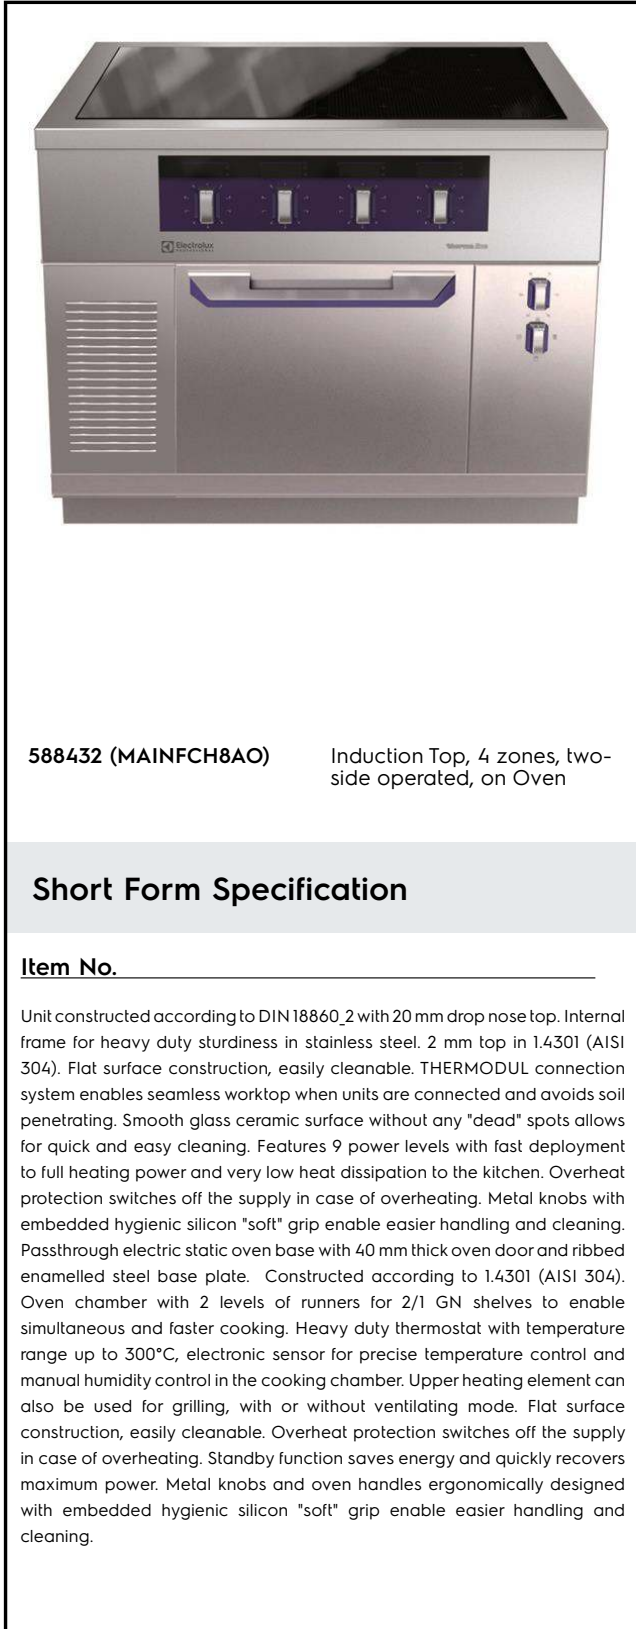 Electrolux
PROFESSIONAL
588432 (MAINFCH8AO)
Induction Top, 4 zones, two-
side operated, on Oven
Short Form Specification
Item No.
Unit constructed according to DIN 18860_2 with 20 mm drop nose top. Internal
frame for heavy duty sturdiness in stainless steel. 2 mm top in 1.4301 (AISI
304). Flat surface construction, easily cleanable. THERMODUL connection
system enables seamless worktop when units are connected and avoids soil
penetrating. Smooth glass ceramic surface without any "dead" spots allows
for quick and easy cleaning. Features 9 power levels with fast deployment
to full heating power and very low heat dissipation to the kitchen. Overheat
protection switches off the supply in case of overheating. Metal knobs with
embedded hygienic silicon "soft" grip enable easier handling and cleaning.
Passthrough electric static oven base with 40 mm thick oven door and ribbed
enamelled steel base plate. Constructed according to 1.4301 (AISI 304).
Oven chamber with 2 levels of runners for 2/1 GN shelves to enable
simultaneous and faster cooking. Heavy duty thermostat with temperature
range up to 300°C, electronic sensor for precise temperature control and
manual humidity control in the cooking chamber. Upper heating element can
also be used for grilling, with or without ventilating mode. Flat surface
construction, easily cleanable. Overheat protection switches off the supply
in case of overheating. Standby function saves energy and quickly recovers
maximum power. Metal knobs and oven handles ergonomically designed
with embedded hygienic silicon "soft" grip enable easier handling and
cleaning.